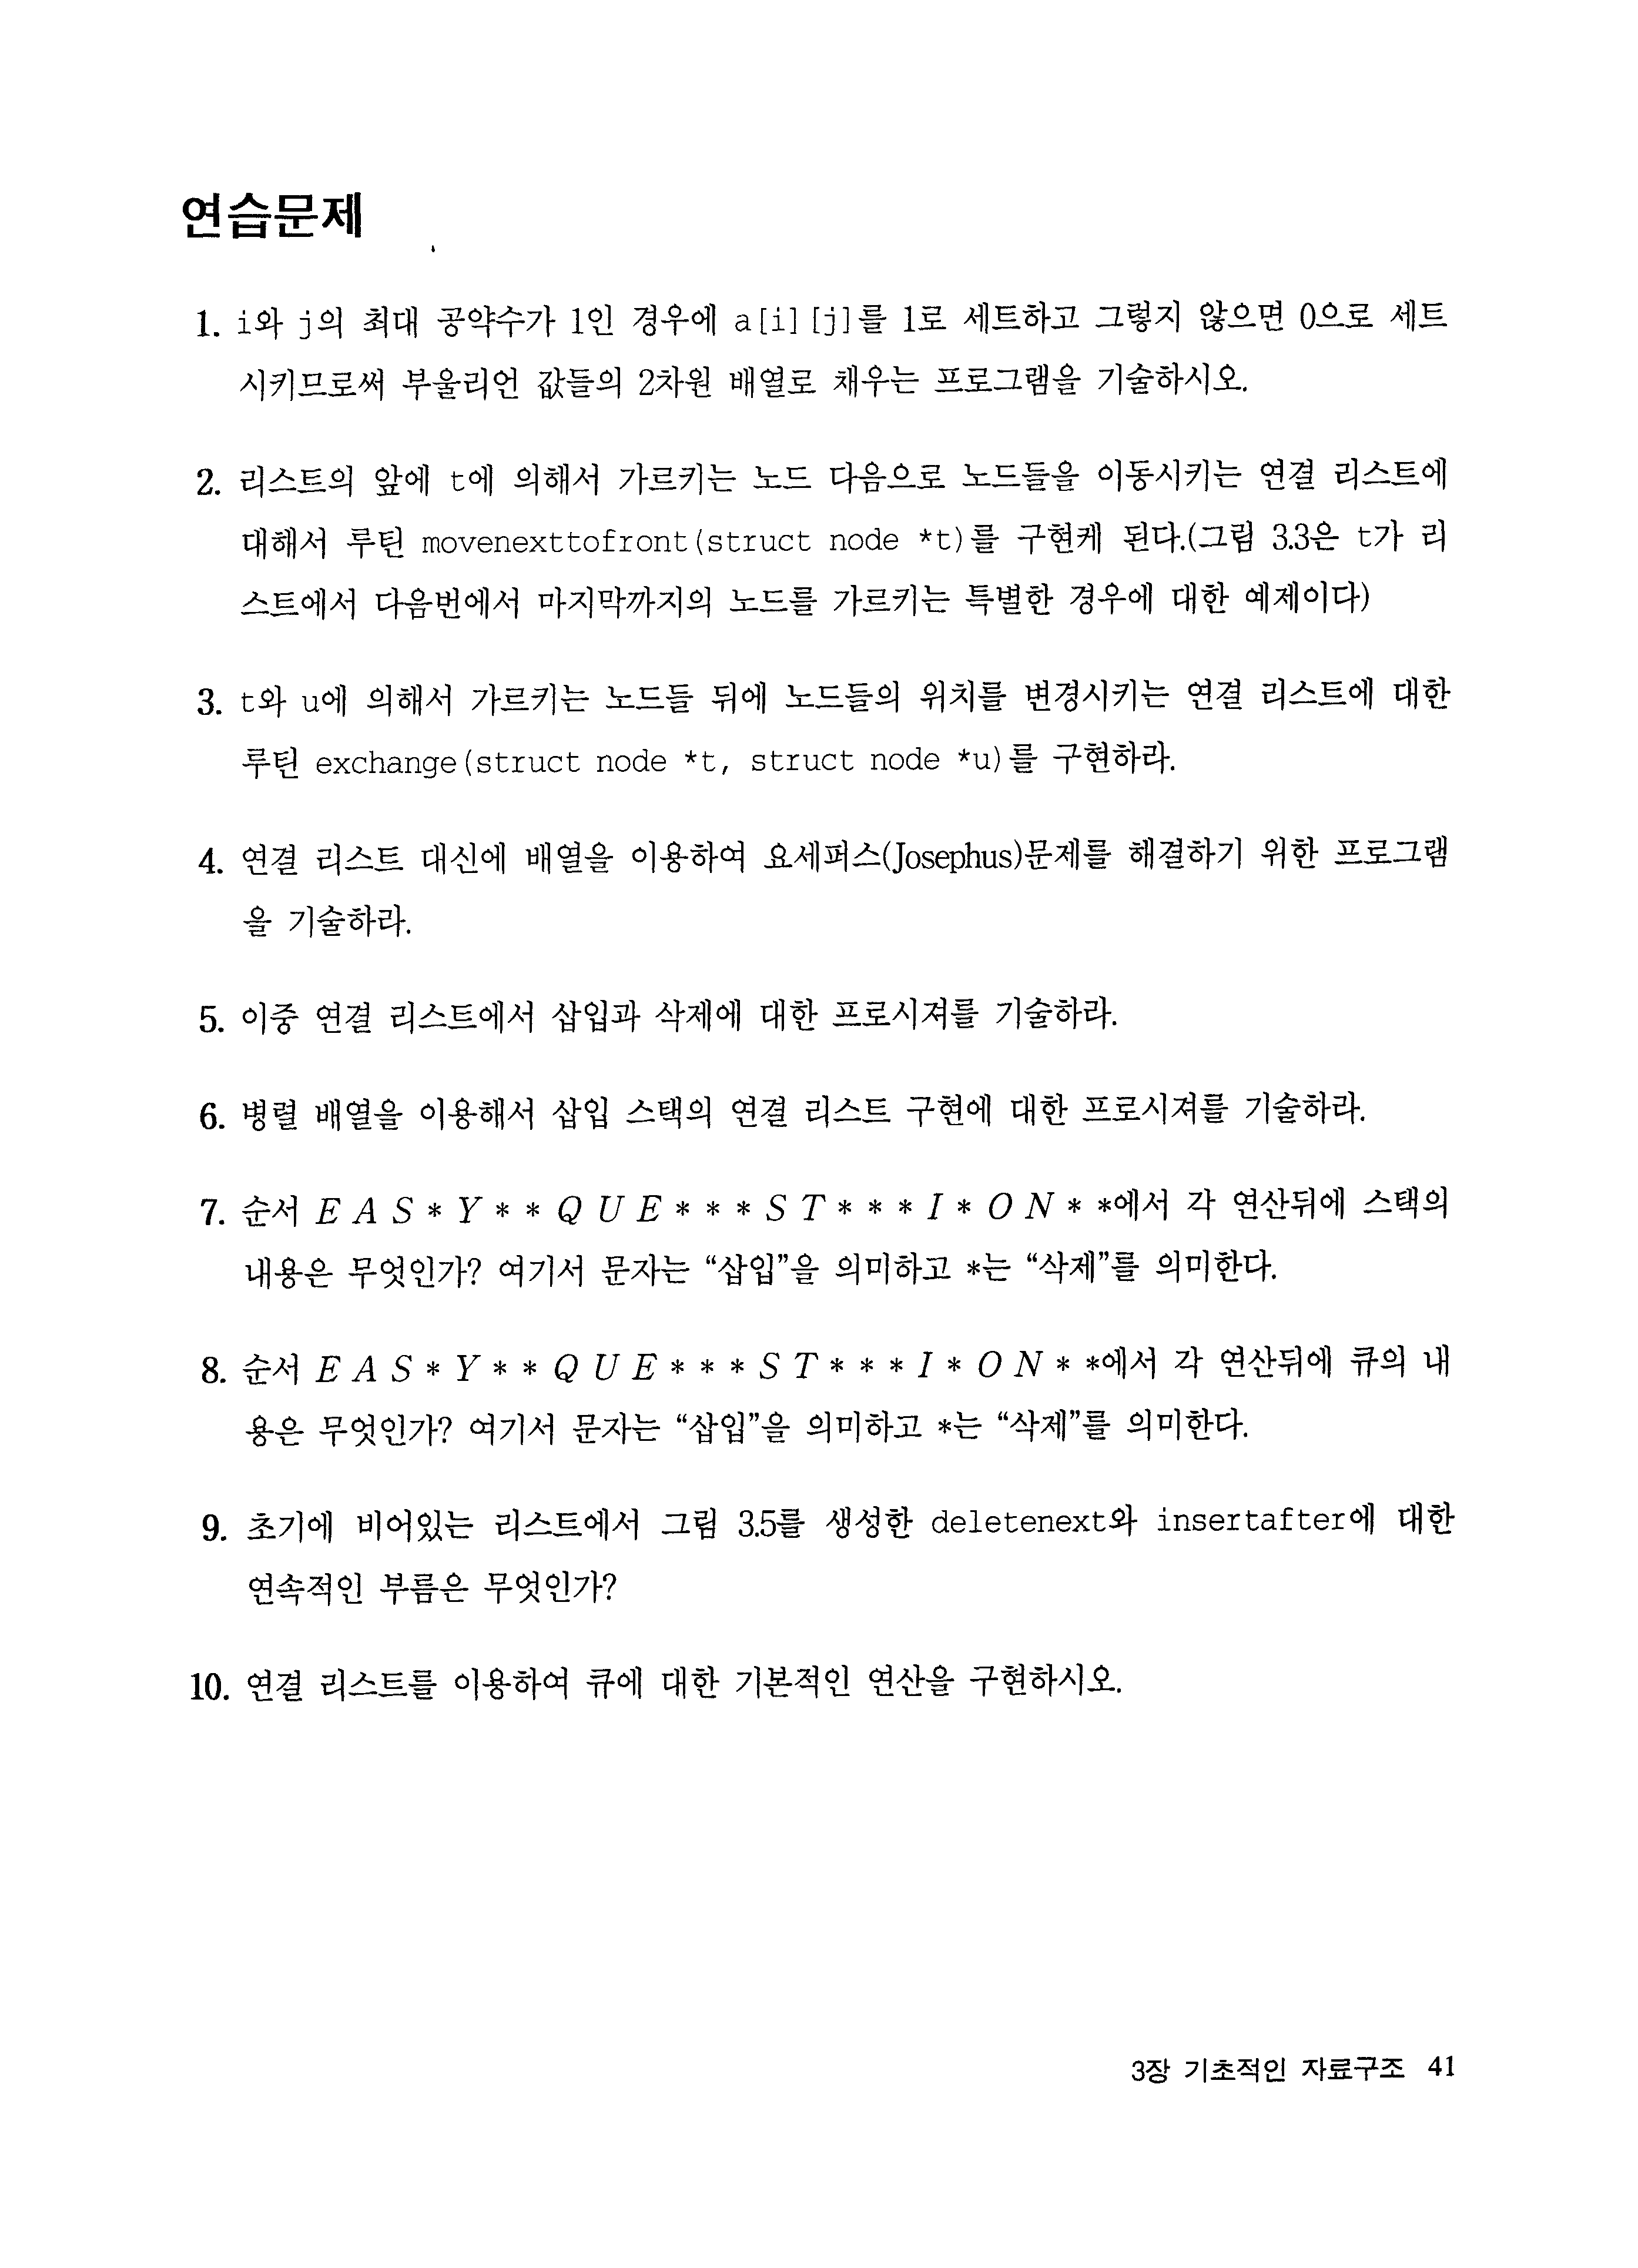 연습문제
1. i와 j의 최대 공약수가 1인 경우에 a[i][j]를 1로 세트하고 그렇지 않으면 0으로 세트
시키므로써 부울리언 값들의 2차원 배열로 채우는 프로그램을 기술하시오.
2. 리스트의 앞에 t에 의해서 가르키는 노드 다음으로 노드들을 이동시키는 연결 리스트에
대해서 루틴 movenexttofront(struct node *t)를 구현케 된다.(그림 3.3은 t가 리
스트에서 다음번에서 마지막까지의 노드를 가르키는 특별한 경우에 대한 예제이다)
3. t와 u에 의해서 가르키는 노드들 뒤에 노드들의 위치를 변경시키는 연결 리스트에 대한
루틴 exchange(struct node *t, struct node *u)를 구현하라.
4. 연결 리스트 대신에 배열을 이용하여 요세퍼스(Josephus)문제를 해결하기 위한 프로그램
을 기술하라.
5. 이중 연결 리스트에서 삽입과 삭제에 대한 프로시져를 기술하라.
6. 병렬 배열을 이용해서 삽입 스택의 연결 리스트 구현에 대한 프로시져를 기술하라.
7. 순서 E A S * Y * * Q U E * * * S T * * * I * O N * *에서 각 연산뒤에 스택의
내용은 무엇인가? 여기서 문자는 “삽입”을 의미하고 *는 “삭제”를 의미한다.
8. 순서 E A S * Y * * Q U E * * * S T * * * I * O N * *에서 각 연산뒤에 큐의 내
용은 무엇인가? 여기서 문자는 “삽입”을 의미하고 *는 “삭제”를 의미한다.
9. 초기에 비어있는 리스트에서 그림 3.5를 생성한 deletenext와 insertafter에 대한
연속적인 부름은 무엇인가?
10. 연결 리스트를 이용하여 큐에 대한 기본적인 연산을 구현하시오.
3장 기초적인 자료구조 41